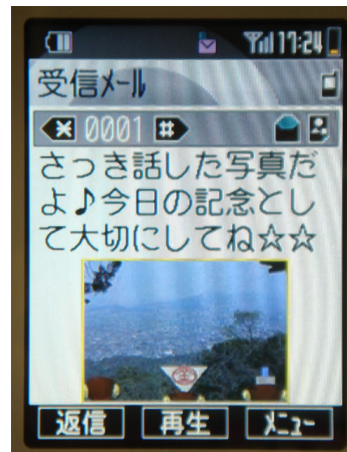 17:24
受信メール
0001 #
さっき話した写真だ
よ♪今日の記念とし
て大切にしてね☆☆
返信 再生 メニュー